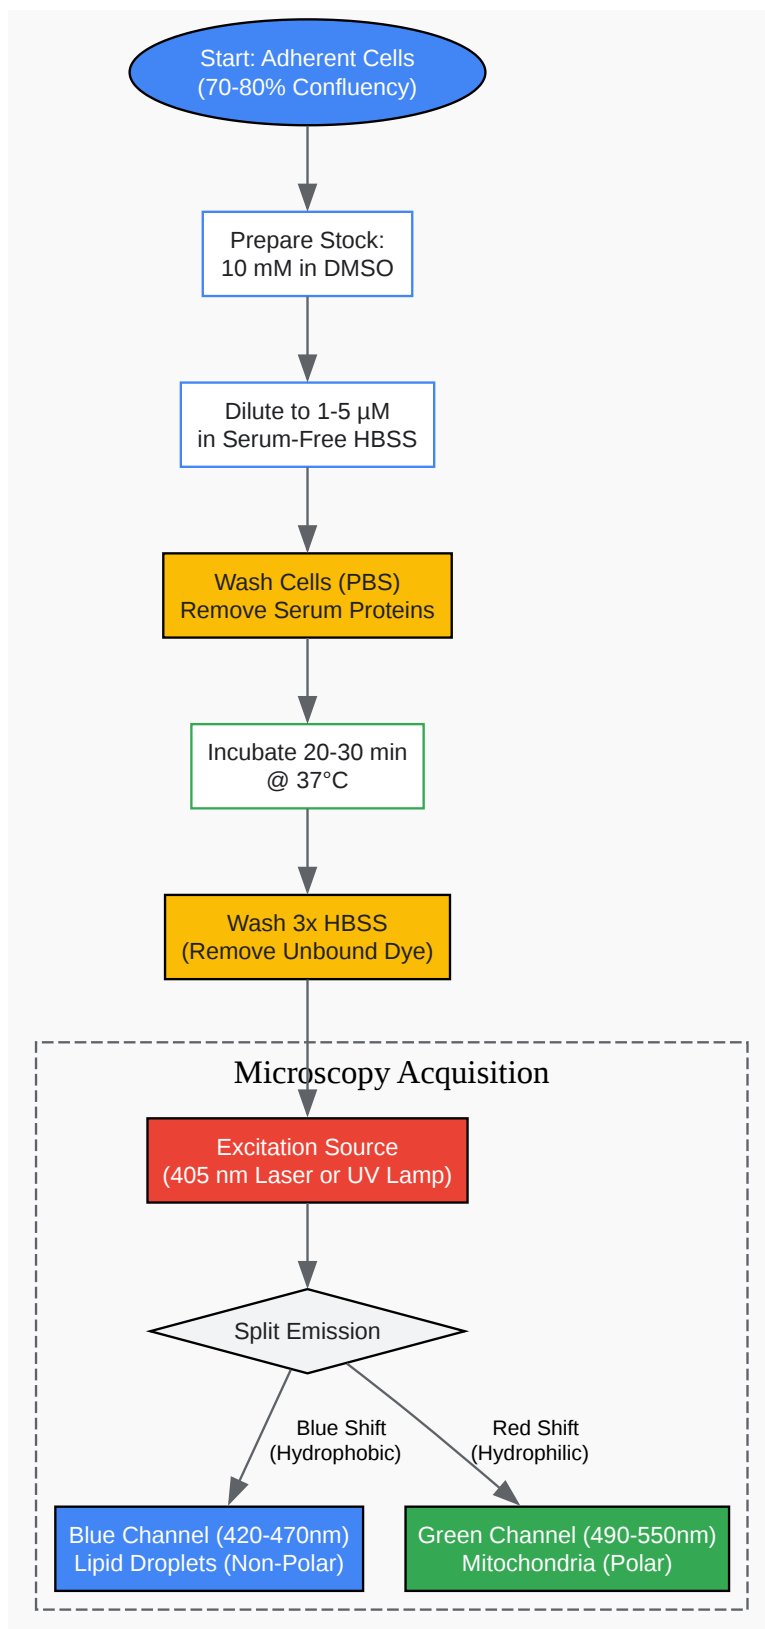 Start: Adherent Cells
(70-80% Confluency)
Prepare Stock:
10 mM in DMSO
Dilute to 1-5 µM
in Serum-Free HBSS
Wash Cells (PBS)
Remove Serum Proteins
Incubate 20-30 min
@ 37°C
Wash 3x HBSS
(Remove Unbound Dye)
Microscopy Acquisition
Excitation Source
(405 nm Laser or UV Lamp)
Split Emission
Blue Shift
(Hydrophobic)
Red Shift
(Hydrophilic)
Blue Channel (420-470nm)
Lipid Droplets (Non-Polar)
Green Channel (490-550nm)
Mitochondria (Polar)